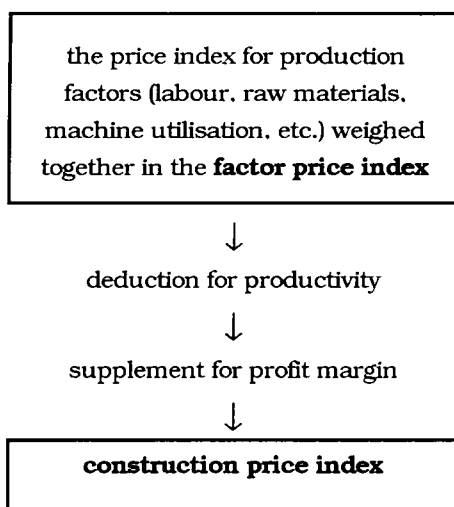 the price index for production
factors (labour, raw materials,
machine utilisation, etc.) weighed
together in the factor price index
↓
deduction for productivity
↓
supplement for profit margin
↓
construction price index